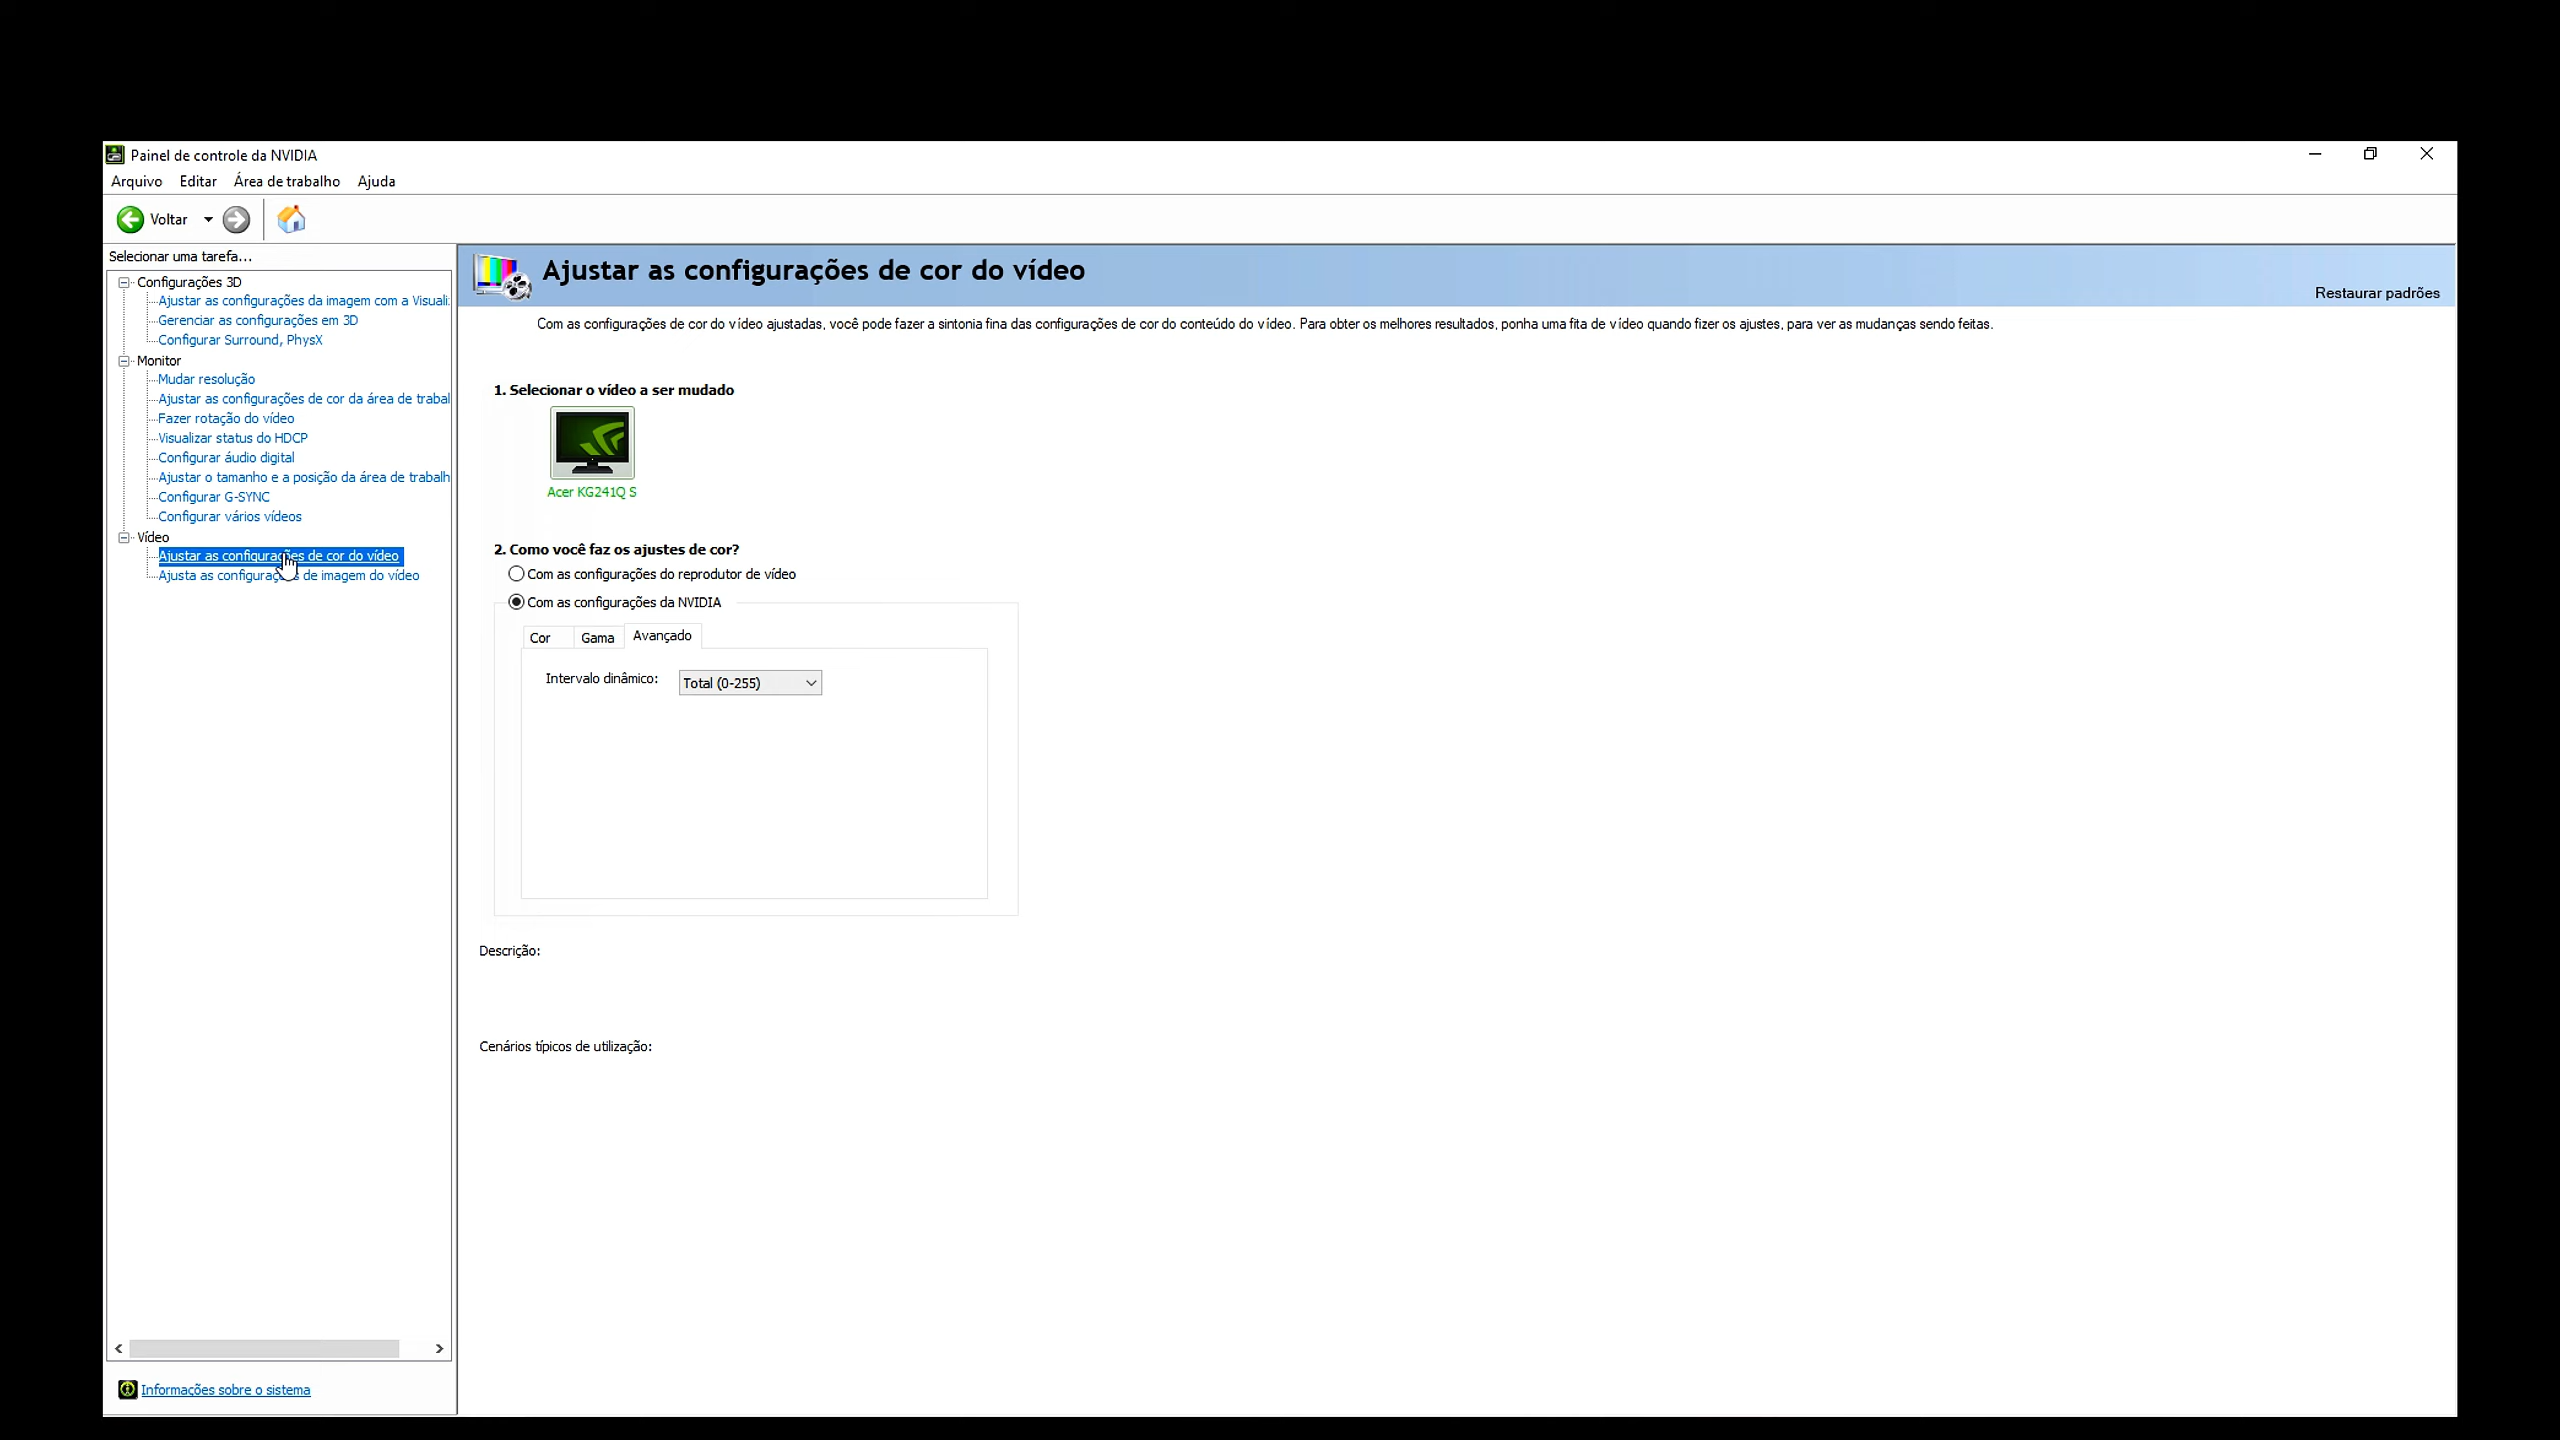 Painel de controle da NVIDIA
Arquivo Editar Área de trabalho Ajuda
Voltar
Selecionar uma tarefa...
Configurações 3D
Ajustar as configurações da imagem com a Visuali
Gerenciar as configurações em 3D
Configurar Surround, PhysX
Monitor
Mudar resolução
Ajustar as configurações de cor da área de trabal
Fazer rotação do vídeo
Visualizar status do HDCP
Configurar áudio digital
Ajustar o tamanho e a posição da área de trabalh
Configurar G-SYNC
Configurar vários vídeos
Vídeo
Ajustar as configurações de cor do vídeo
Ajusta as configurações de imagem do vídeo
Informações sobre o sistema
Ajustar as configurações de cor do vídeo
Restaurar padrões
Com as configurações de cor do vídeo ajustadas, você pode fazer a sintonia fina das configurações de cor do conteúdo do vídeo. Para obter os melhores resultados, ponha uma fita de vídeo quando fizer os ajustes, para ver as mudanças sendo feitas.
1. Selecionar o vídeo a ser mudado
Acer KG241Q S
2. Como você faz os ajustes de cor?
Com as configurações do reprodutor de vídeo
Com as configurações da NVIDIA
Cor Gama Avançado
Intervalo dinâmico: Total (0-255)
Descrição:
Cenários típicos de utilização: